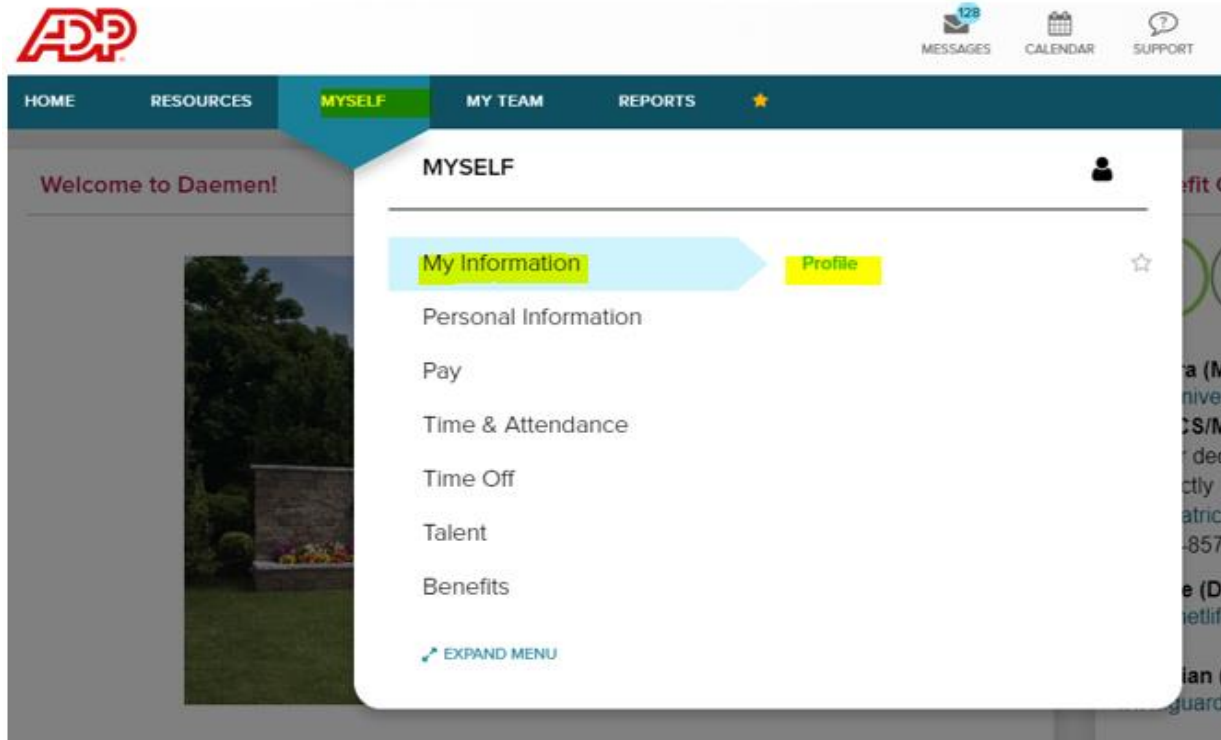 ADP
128
MESSAGES CALENDAR SUPPORT
HOME RESOURCES MYSELF MY TEAM REPORTS
Welcome to Daemen!
MYSELF
My Information Profile
Personal Information
Pay
Time & Attendance
Time Off
Talent
Benefits
EXPAND MENU